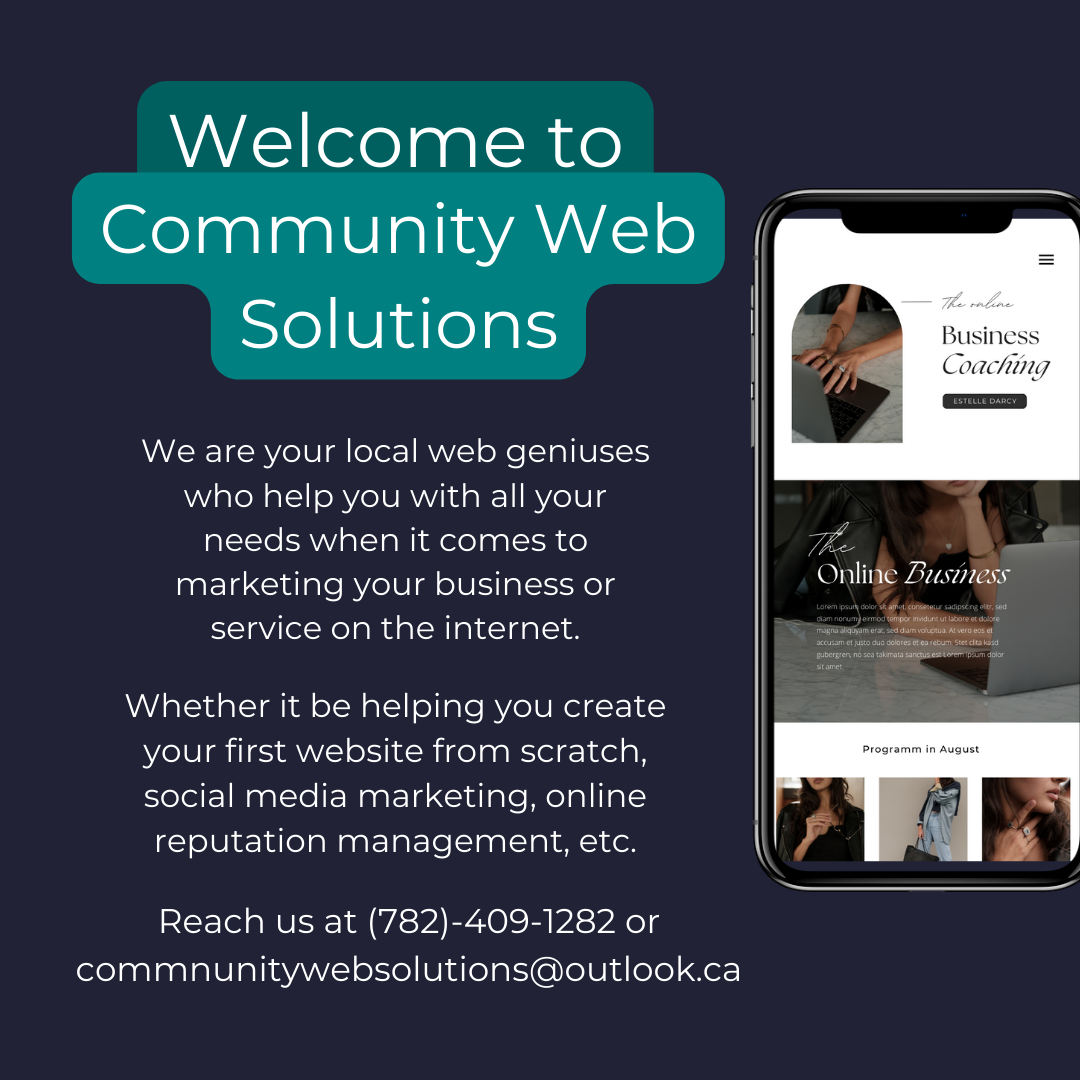 Welcome to
Community Web
Solutions
We are your local web geniuses
who help you with all your
needs when it comes to
marketing your business or
service on the internet.
Whether it be helping you create
your first website from scratch,
social media marketing, online
reputation management, etc.
Reach us at (782)-409-1282 or
commnunitywebsolutions@outlook.ca
The online
Business
Coaching
ESTELLE DARCY
The
Online Business
Lorem ipsum dolor sit amet, consetetur sadipscing elitr, sed
diam nonumy eirmod tempor invidunt ut labore et dolore
magna aliquyam erat, sed diam voluptua. At vero eos et
accusam et justo duo dolores et ea rebum. Stet clita kasd
gubergren, no sea takimata sanctus est Lorem ipsum dolor
sit amet.
Programm in August